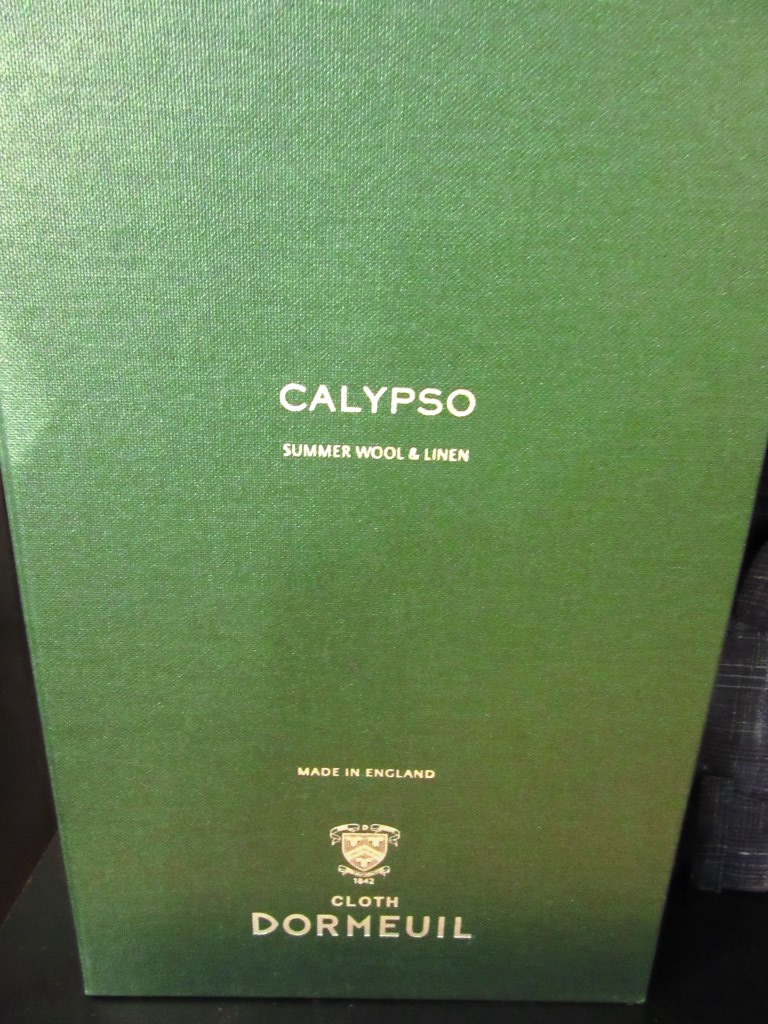 CALYPSO
SUMMER WOOL & LINEN
MADE IN ENGLAND
D
1842
CLOTH
DORMEUIL